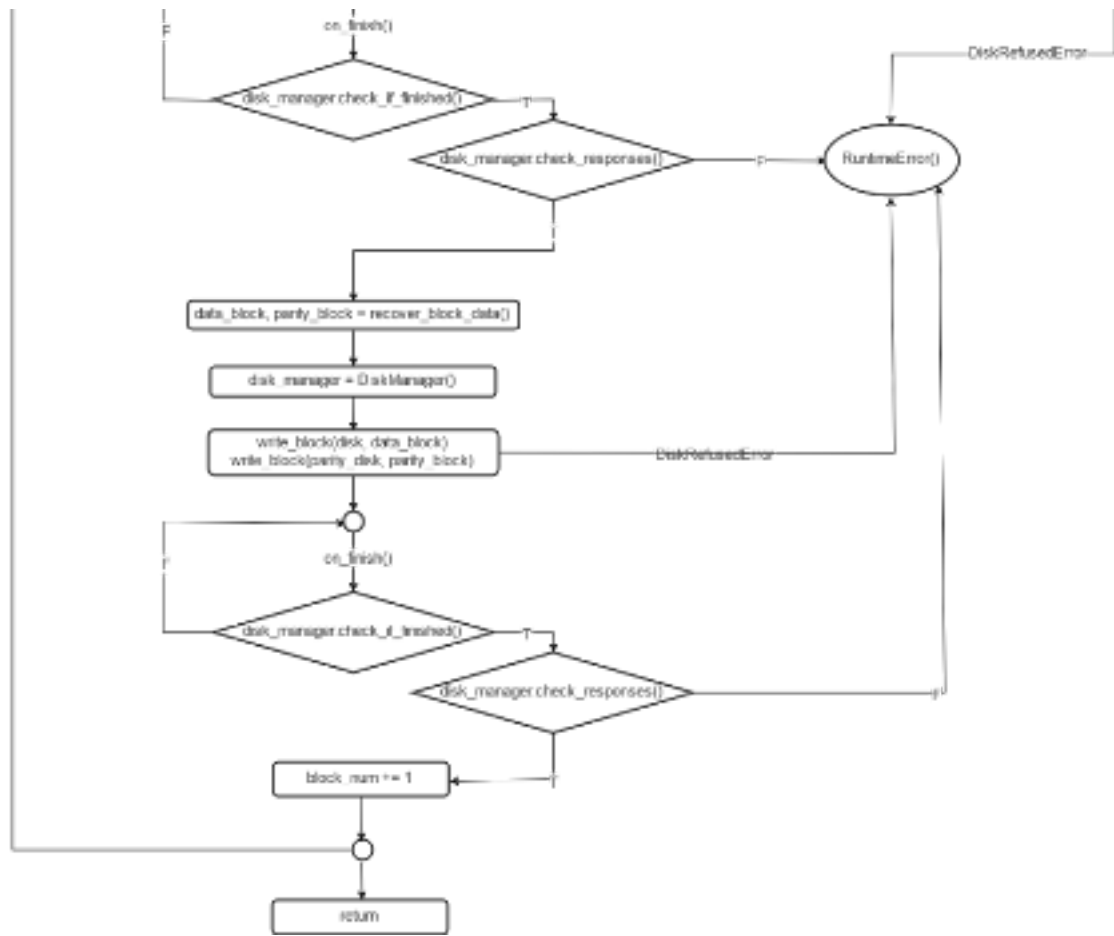 F
on_finish()
DiskRefusedError
disk_manager.check_if_finished()
T
disk_manager.check_responses()
F
RuntimeError()
data_block, parity_block = recover_block_data()
disk_manager = DiskManager()
write_block(disk, data_block)
write_block(parity_disk, parity_block)
DiskRefusedError
on_finish()
F
disk_manager.check_if_finished()
T
disk_manager.check_responses()
F
block_num += 1
T
return